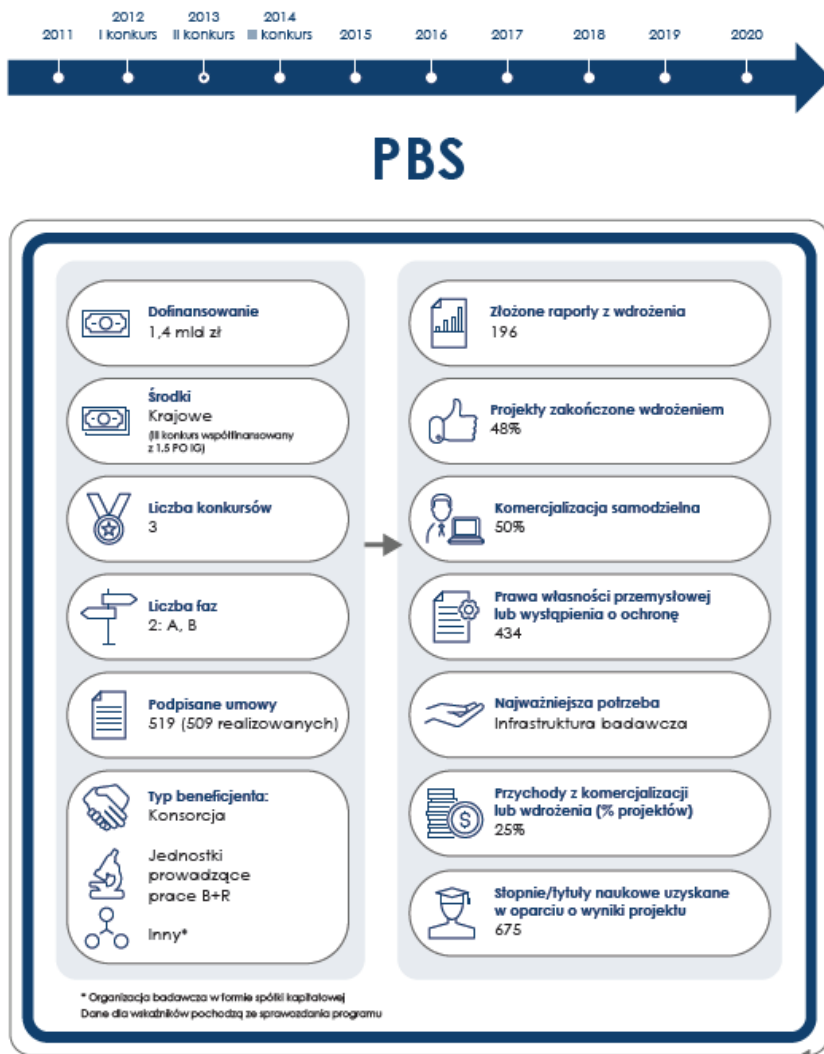 2011
2012
I konkurs
2013
II konkurs
2014
III konkurs
2015
2016
2017
2018
2019
2020
PBS
Dofinansowanie
1,4 mld zł
Środki
Krajowe
(III konkurs współfinansowany
z 1.5 PO IG)
Liczba konkursów
3
Liczba faz
2: A, B
Podpisane umowy
519 (509 realizowanych)
Typ beneficjenta:
Konsorcja
Jednostki
prowadzące
prace B+R
Inny*
Złożone raporty z wdrożenia
196
Projekty zakończone wdrożeniem
48%
Komercjalizacja samodzielna
50%
Prawa własności przemysłowej
lub wystąpienia o ochronę
434
Najważniejsza potrzeba
Infrastruktura badawcza
Przychody z komercjalizacji
lub wdrożenia (% projektów)
$
25%
Stopnie/tytuły naukowe uzyskane
w oparciu o wyniki projektu
675
* Organizacja badawcza w formie spółki kapitałowej
Dane dla wskaźników pochodzą ze sprawozdania programu